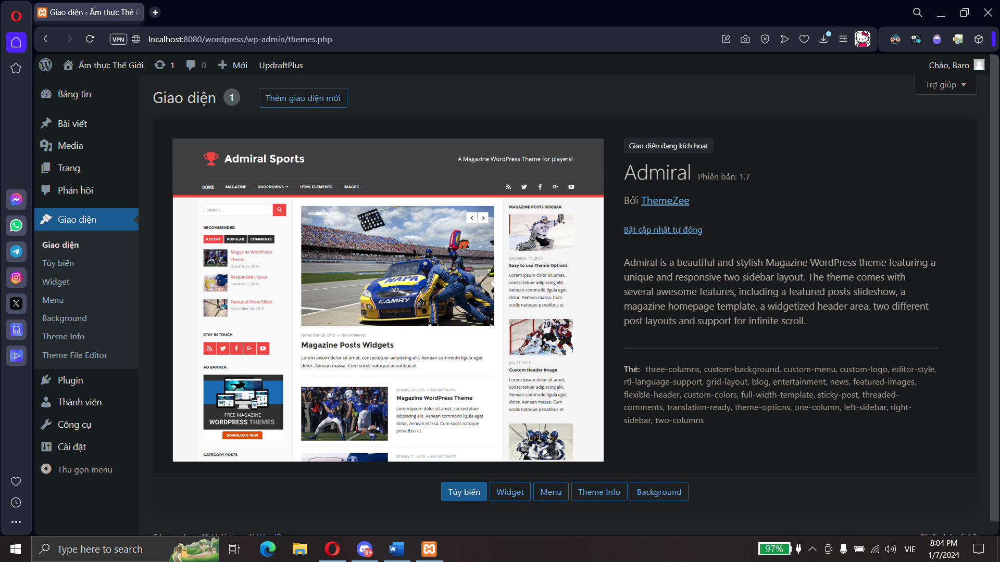 Giao diện ‹ Ẩm thực Thế G
VPN
localhost:8080/wordpress/wp-admin/themes.php
Ẩm thực Thế Giới
1
0
Mới
UpdraftPlus
Chào, Baro
Trợ giúp
Bảng tin
Bài viết
Media
Trang
Phản hồi
Giao diện
Giao diện
Tùy biến
Widget
Menu
Background
Theme Info
Theme File Editor
Plugin
Thành viên
Công cụ
Cài đặt
Thu gọn menu
Giao diện 1
Thêm giao diện mới
Admiral Sports
A Magazine WordPress Theme for players!
HOME
MAGAZINE
DROPDOWNS
HTML ELEMENTS
IMAGES
Search ...
RECOMMENDED
RECENT
POPULAR
COMMENTS
Magazine WordPress
Theme
January 24, 2016
Responsive Layout
January 11, 2016
Featured Posts Slider
December 26, 2015
STAY IN TOUCH
AD BANNER
FREE MAGAZINE
WORDPRESS THEMES
DOWNLOAD NOW
CATEGORY POSTS
NAPA
CAMRY
November 28, 2015 • No comments
Magazine Posts Widgets
Lorem ipsum dolor sit amet, consectetuer adipiscing elit. Aenean commodo ligula eget
dolor. Aenean massa. Cum sociis natoque penatibus et
January 24, 2016 • No comments
Magazine WordPress Theme
Lorem ipsum dolor sit amet, consectetuer
adipiscing elit. Aenean commodo ligula eget
dolor. Aenean massa. Cum sociis natoque
penatibus et
January 11, 2016 • No comments
MAGAZINE POSTS SIDEBAR
December 17, 2015
Easy to use Theme Options
Lorem ipsum dolor sit amet,
consectetuer adipiscing elit.
Aenean commodo ligula eget
dolor. Aenean massa. Cum
sociis natoque penatibus et
29
July 21, 2015
Custom Header Image
Lorem ipsum dolor sit amet,
consectetuer adipiscing elit.
Aenean commodo ligula eget
dolor. Aenean massa. Cum
sociis natoque penatibus et
Giao diện đang kích hoạt
Admiral Phiên bản: 1.7
Bởi ThemeZee
Bật cập nhật tự động
Admiral is a beautiful and stylish Magazine WordPress theme featuring a
unique and responsive two sidebar layout. The theme comes with
several awesome features, including a featured posts slideshow, a
magazine homepage template, a widgetized header area, two different
post layouts and support for infinite scroll.
Thẻ: three-columns, custom-background, custom-menu, custom-logo, editor-style,
rtl-language-support, grid-layout, blog, entertainment, news, featured-images,
flexible-header, custom-colors, full-width-template, sticky-post, threaded-
comments, translation-ready, theme-options, one-column, left-sidebar, right-
sidebar, two-columns
Tùy biến
Widget
Menu
Theme Info
Background
Type here to search
9+
97%
VIE
8:04 PM
1/7/2024